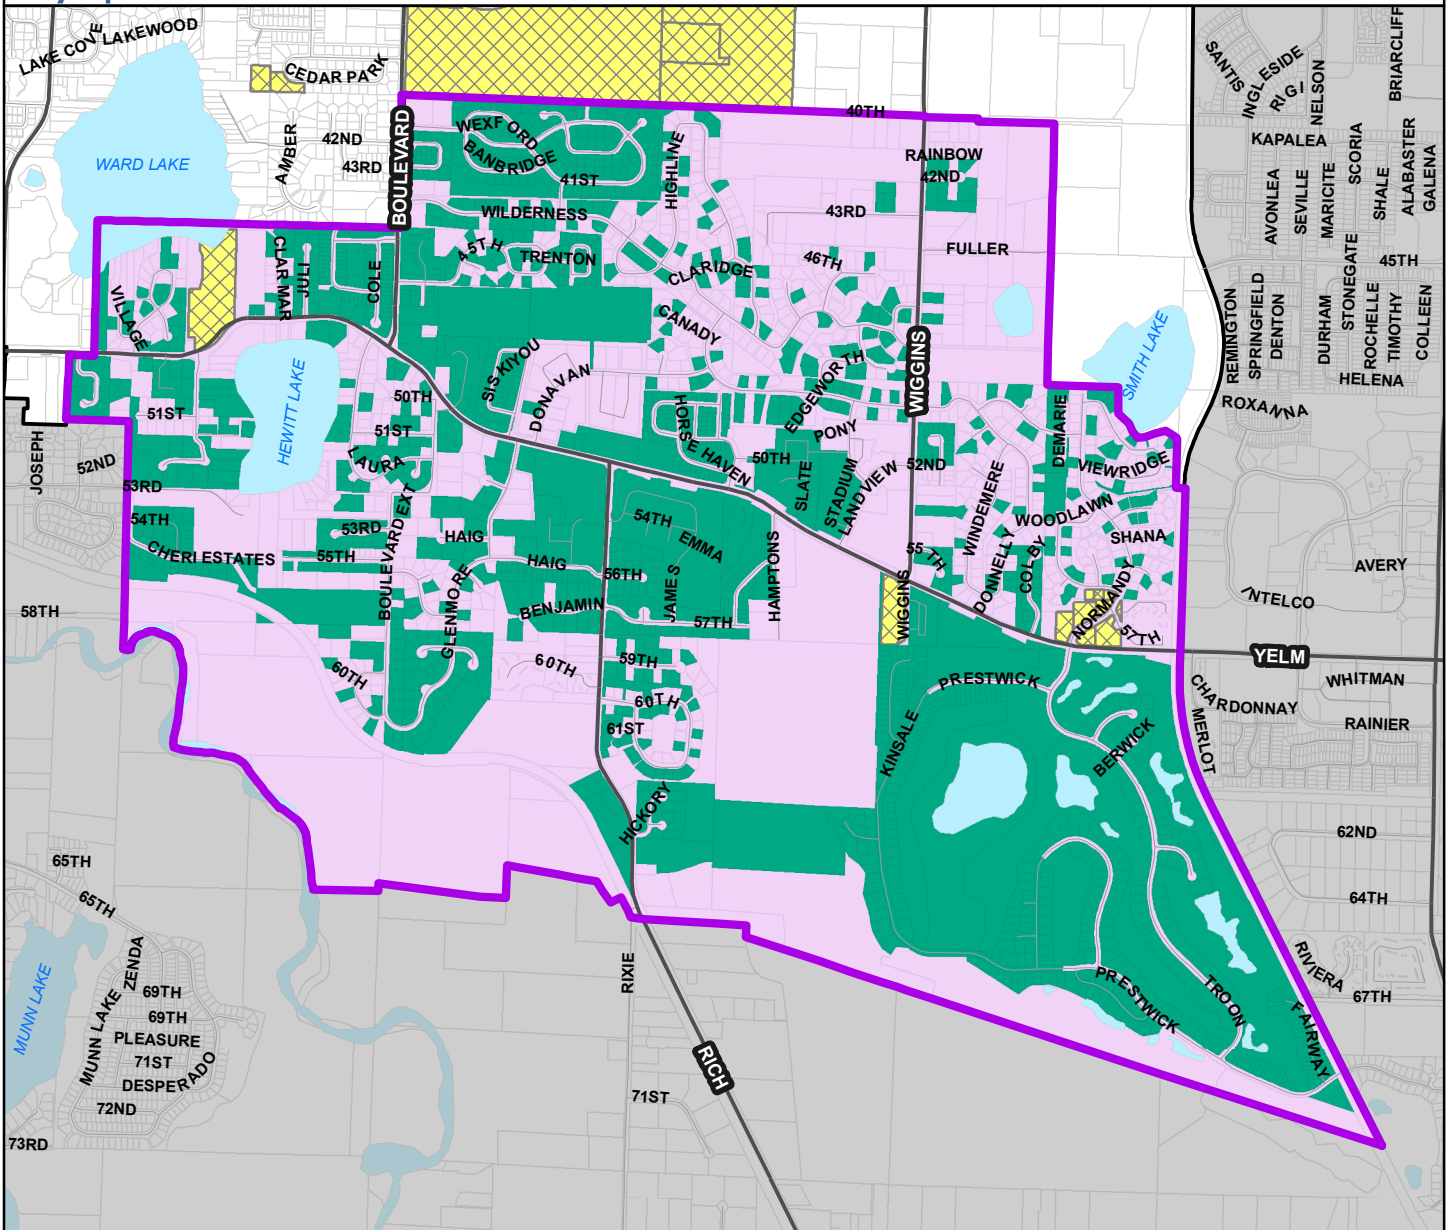 LAKE COVE
LAKEWOOD
CEDAR PARK
WARD LAKE
AMBER
42ND
43RD
BOULEVARD
WEXFORD
BANBRIDGE
41ST
HIGHLINE
40TH
RAINBOW
42ND
43RD
FULLER
WILDERNESS
45TH
TRENTON
CLARIDGE
46TH
CANADY
VILLAGE
CLAR MAR
JULI
COLE
SANTIS
INGLESIDE
RIGI
NELSON
BRIARCLIFF
KAPALEA
AVONLEA
SEVILLE
MARICITE
SCORIA
SHALE
ALABASTER
GALENA
45TH
REMINGTON
SPRINGFIELD
DENTON
DURHAM
STONEGATE
ROCHELLE
TIMOTHY
COLLEEN
HELENA
ROXANNA
SMITH LAKE
WIGGINS
HEWITT LAKE
SISKIYOU
DONAVAN
EDGEWORTH
HORSE HAVEN
PONY
50TH
SLATE
STADIUM
LANDVIEW
52ND
DEMARIE
VIEWRIDGE
WINDEMERE
WOODLAWN
SHANA
50TH
51ST
51ST
LAURA
JOSEPH
52ND
53RD
54TH
CHERI ESTATES
53RD
55TH
BOULEVARD EXT
HAIG
HAIG
54TH
EMMA
56TH
JAMES
HAMPTONS
BENJAMIN
57TH
GLENMORE
55TH
WIGGINS
DONNELLY
COLBY
NORMANDY
57TH
AVERY
INTELCO
58TH
YELM
60TH
60TH
59TH
60TH
61ST
HICKORY
PRESTWICK
KINSALE
BERWICK
CHARDONNAY
MERLOT
WHITMAN
RAINIER
62ND
64TH
RIVIERA
67TH
FAIRWAY
TROON
PRESTWICK
65TH
65TH
MUNN LAKE
ZENDA
MUNN LAKE
69TH
69TH
PLEASURE
71ST
DESPERADO
72ND
73RD
RIXIE
RICH
71ST